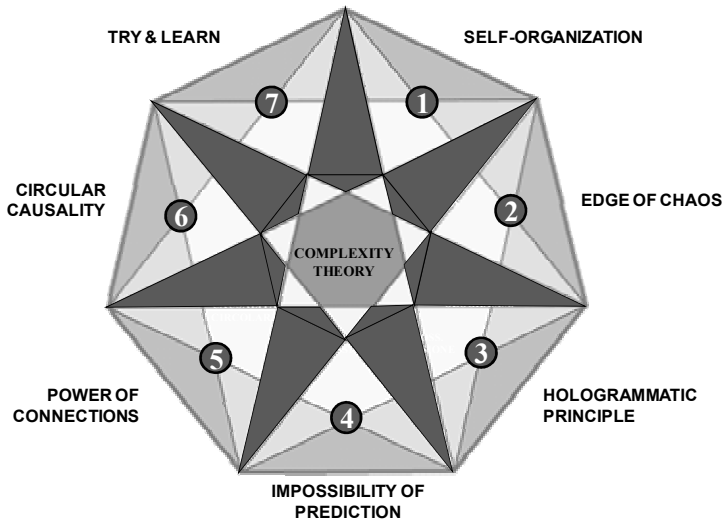 TRY & LEARN
SELF-ORGANIZATION
7
1
CIRCULAR
CAUSALITY
6
2
EDGE OF CHAOS
COMPLEXITY
THEORY
5
3
POWER OF
CONNECTIONS
4
HOLOGRAMMATIC
PRINCIPLE
IMPOSSIBILITY OF
PREDICTION